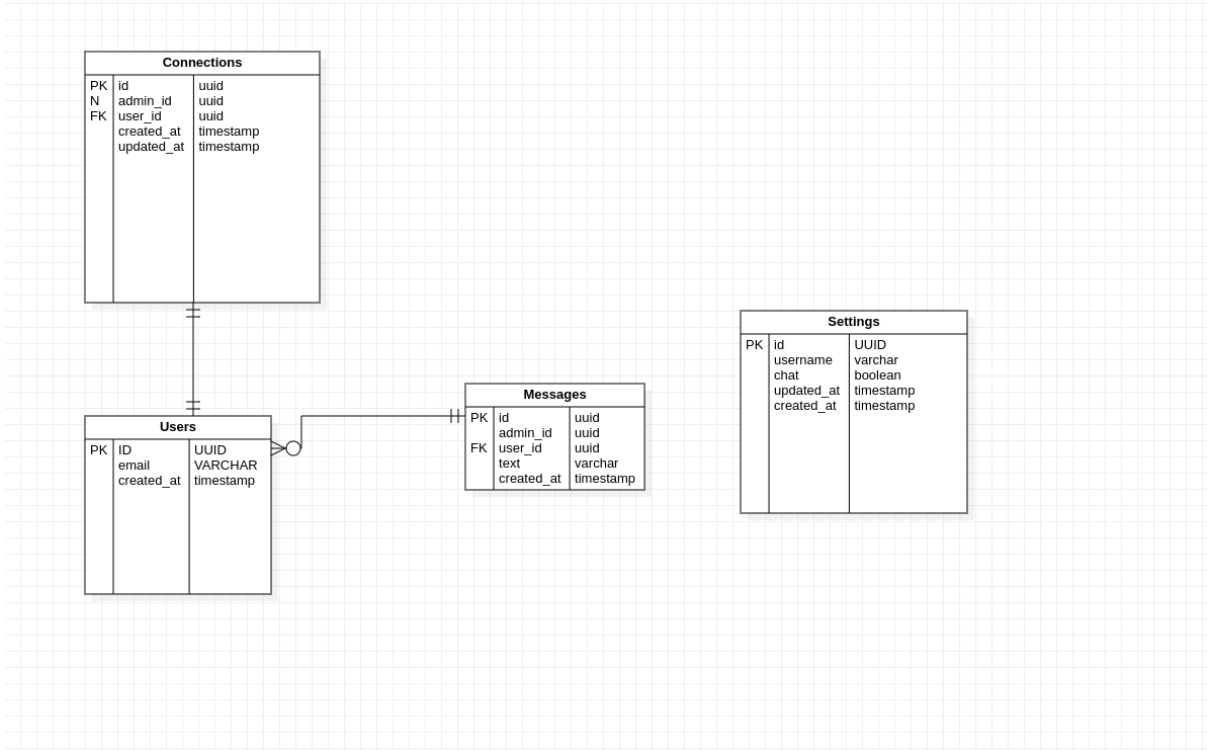 Connections
PK id uuid
N admin_id uuid
FK user_id uuid
created_at timestamp
updated_at timestamp
Users
PK ID UUID
email VARCHAR
created_at timestamp
Messages
PK id uuid
admin_id uuid
FK user_id uuid
text varchar
created_at timestamp
Settings
PK id UUID
username varchar
chat boolean
updated_at timestamp
created_at timestamp